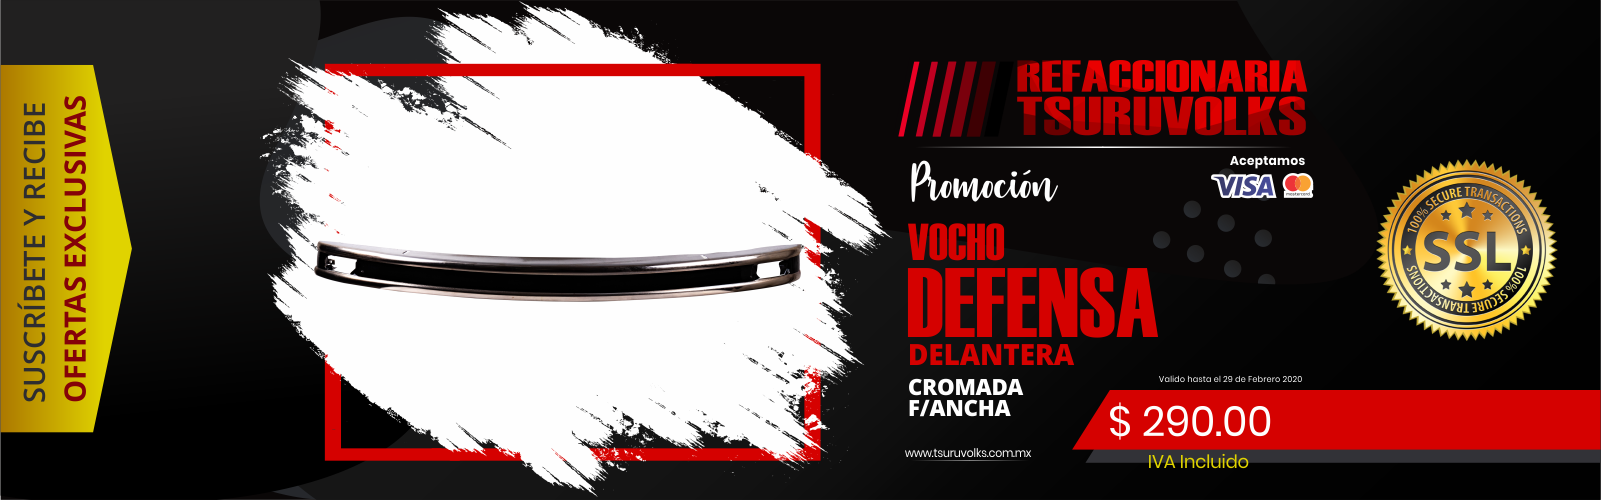 SUSCRÍBETE Y RECIBE
OFERTAS EXCLUSIVAS
REFACCIONARIA
TSURUVOLKS
Promoción
Aceptamos
VISA
mastercard
VOCHO
DEFENSA
DELANTERA
CROMADA
F/ANCHA
www.tsuruvolks.com.mx
Valido hasta el 29 de Febrero 2020
$ 290.00
IVA Incluido
100% SECURE TRANSACTIONS
SSL
100% SECURE TRANSACTIONS